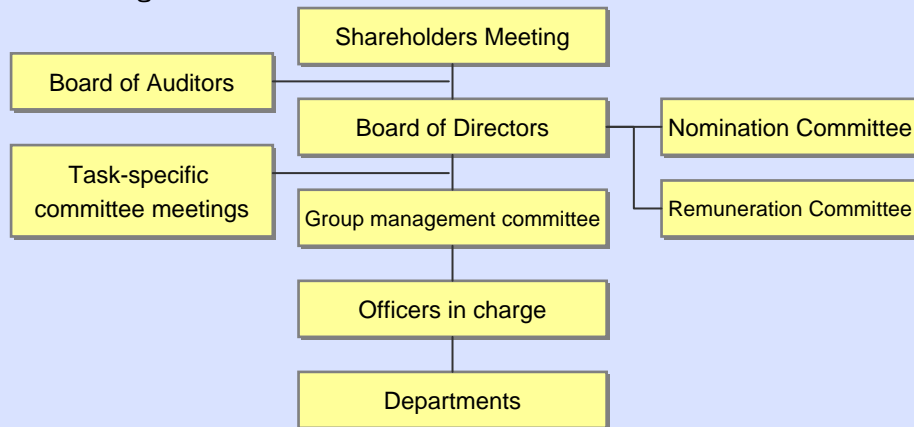 Shareholders Meeting
Board of Auditors
Board of Directors
Nomination Committee
Task-specific
committee meetings
Remuneration Committee
Group management committee
Officers in charge
Departments